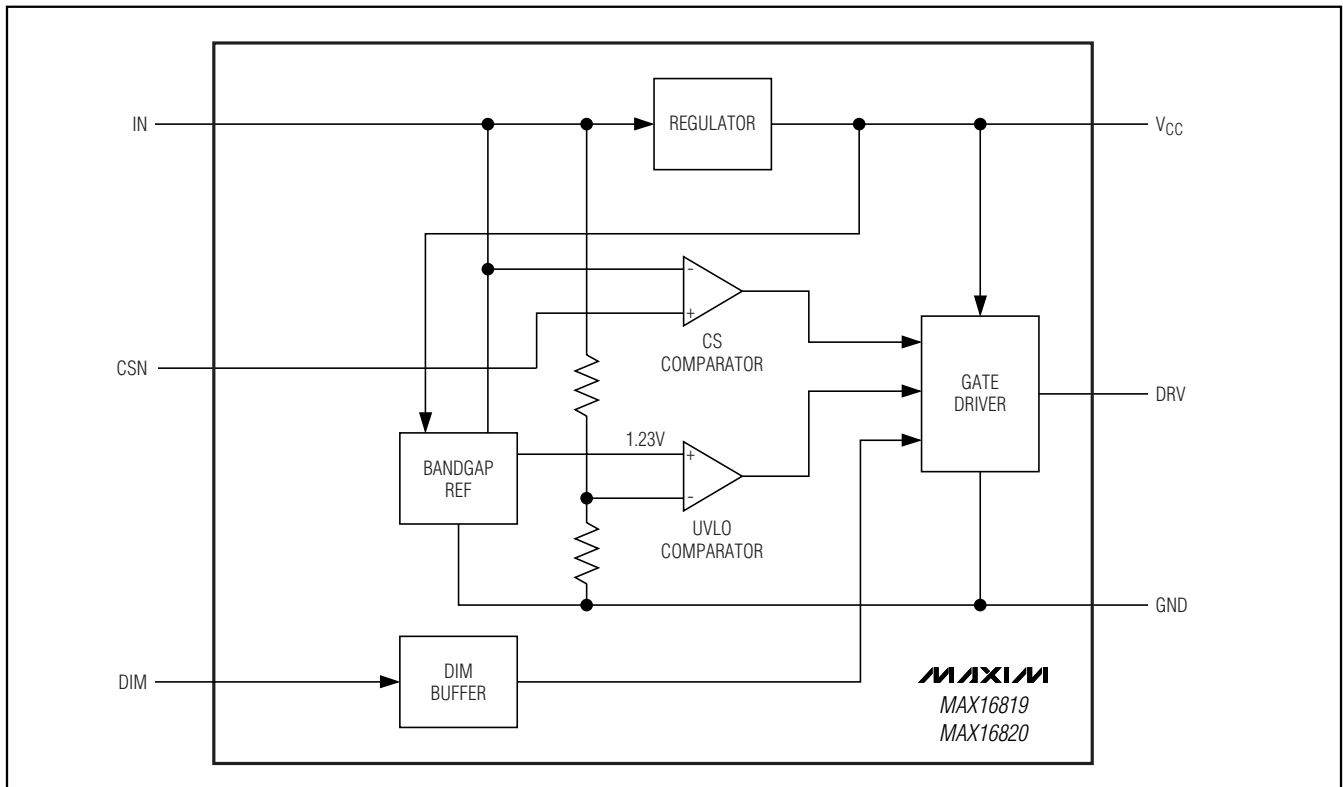 REGULATOR
IN
VCC
-
+
CS
COMPARATOR
CSN
GATE
DRIVER
DRV
1.23V
+
BANDGAP
REF
-
UVLO
COMPARATOR
GND
DIM
BUFFER
DIM
MAXIM
MAX16819
MAX16820